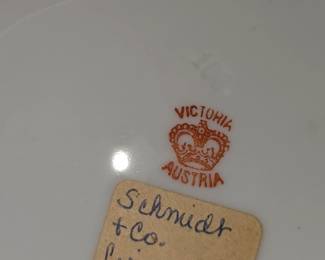 VICTORIA
AUSTRIA
Schmidt
+ Co.